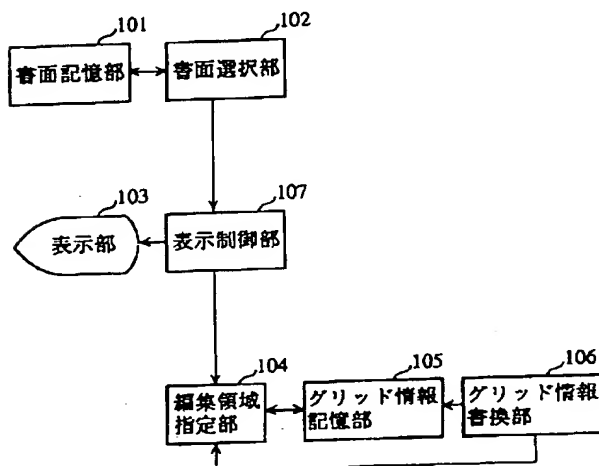 101
102
書面記憶部
書面選択部
103
107
表示部
表示制御部
104
105
106
編集領域
指定部
グリッド情報
記憶部
グリッド情報
書換部